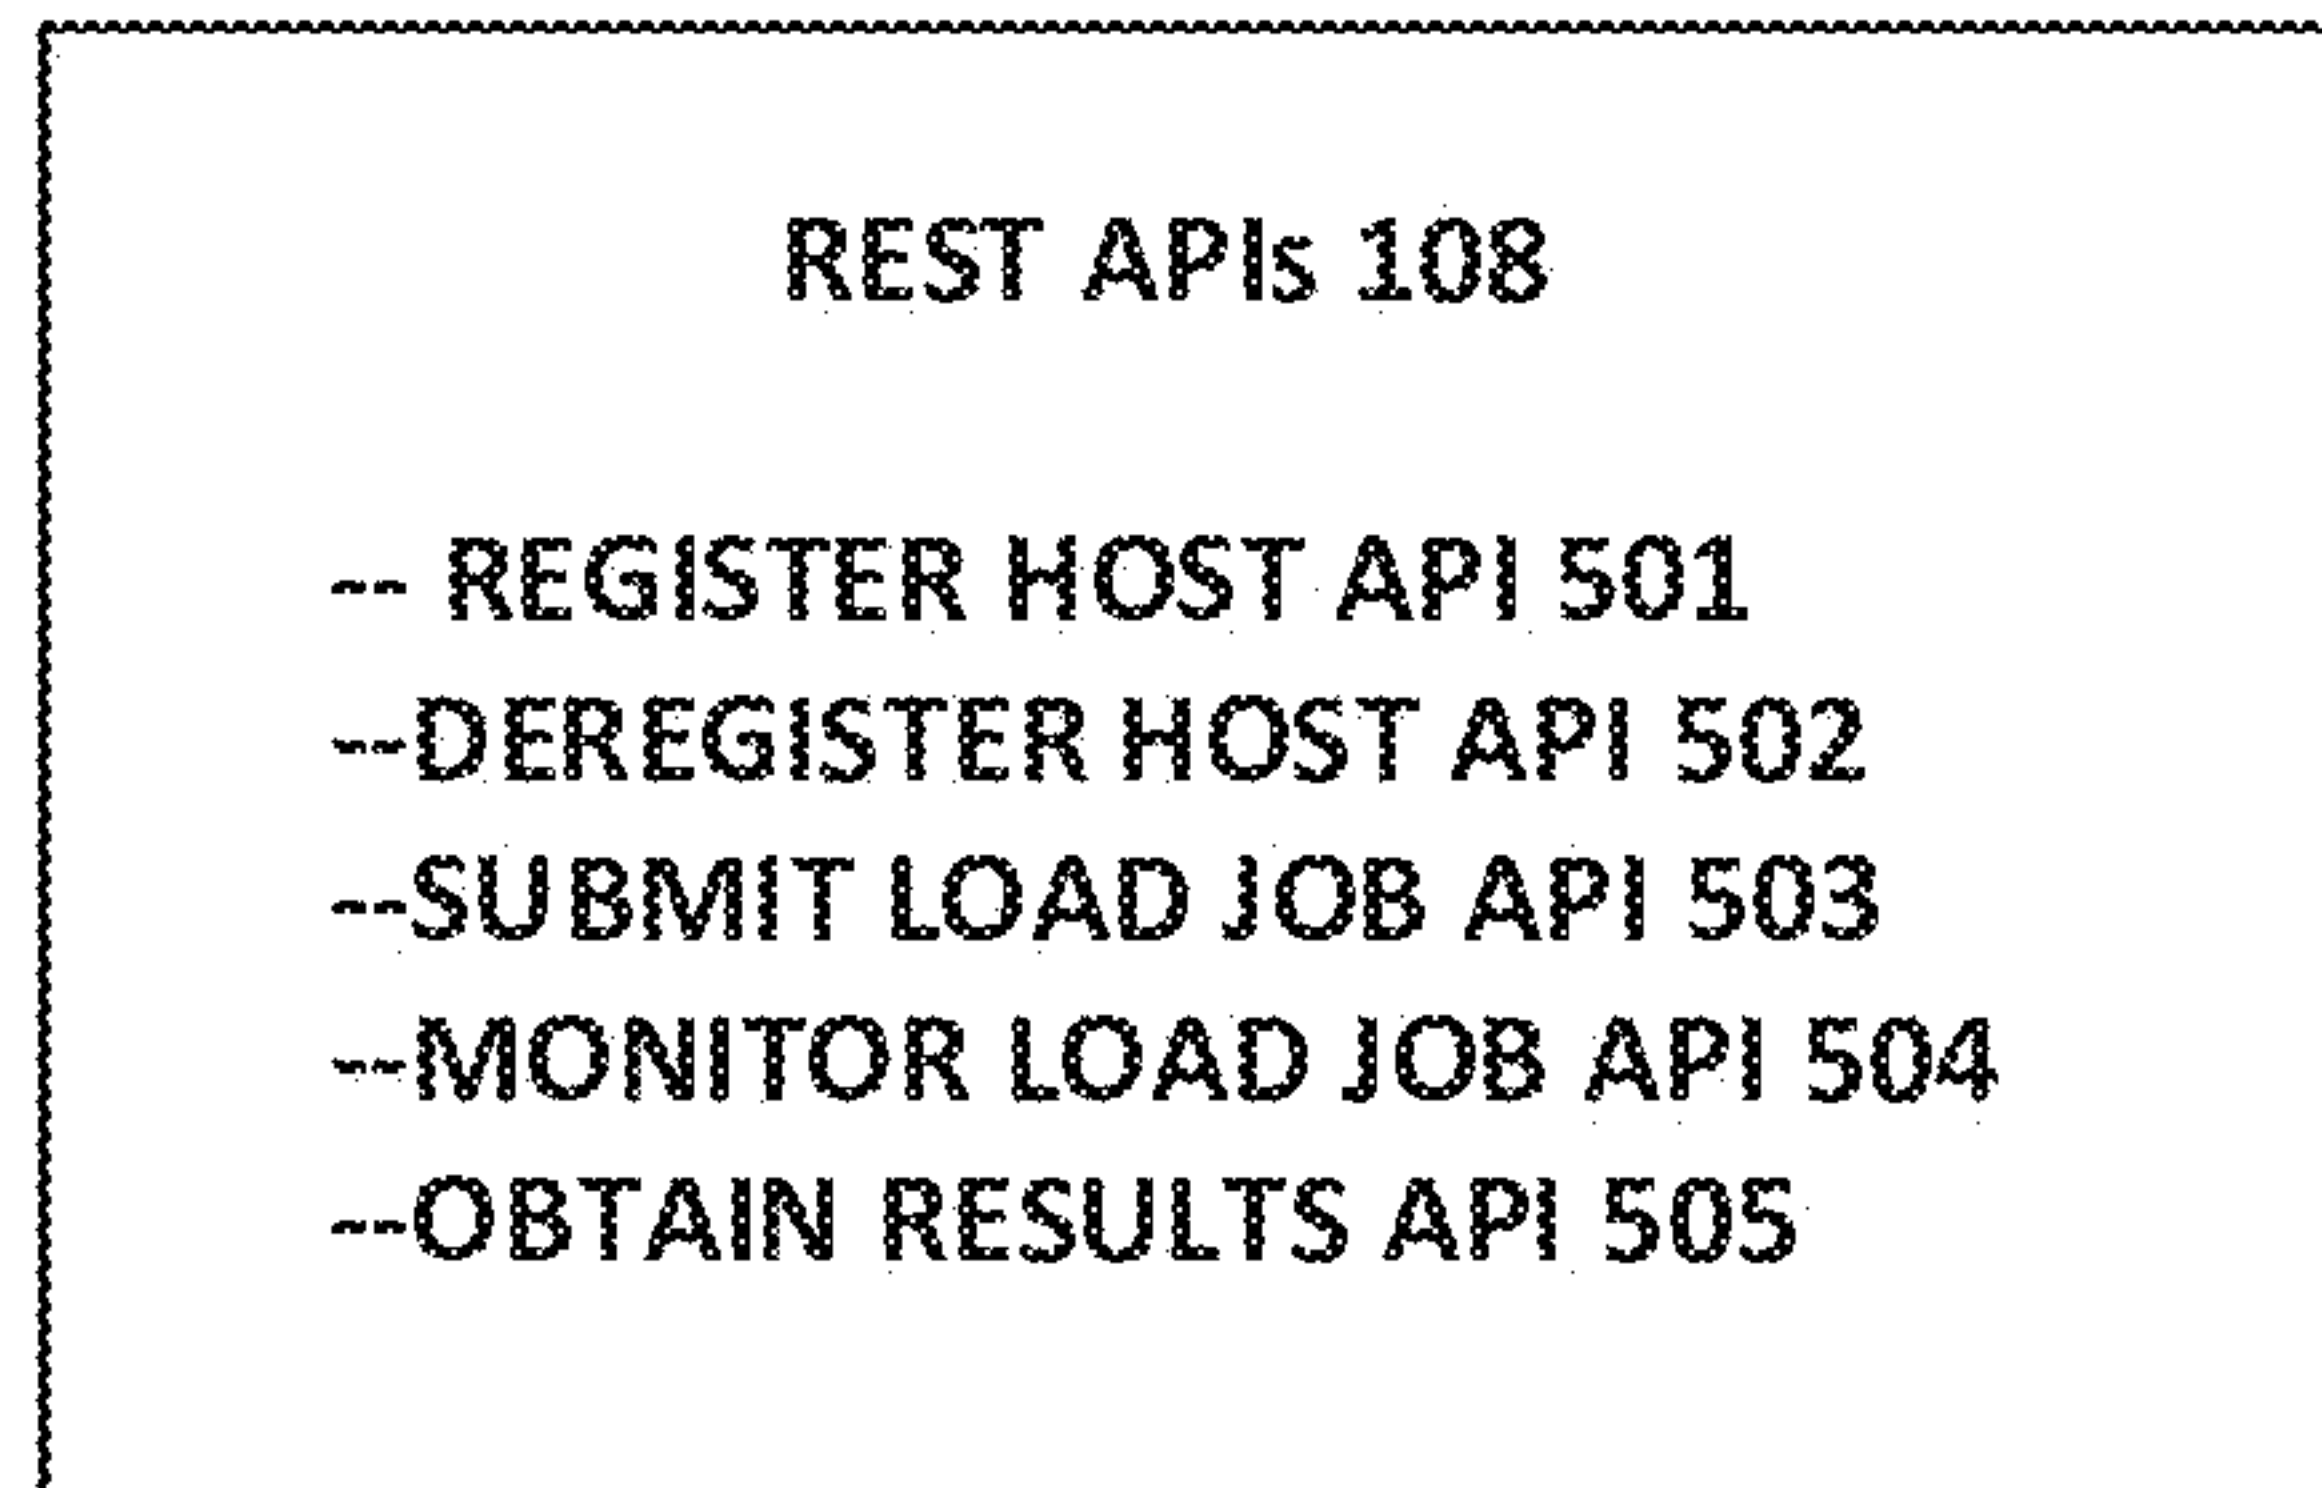 REST APIs 108
-- REGISTER HOST API 501
--DEREGISTER HOST API 502
--SUBMIT LOAD JOB API 503
--MONITOR LOAD JOB API 504
--OBTAIN RESULTS API 505